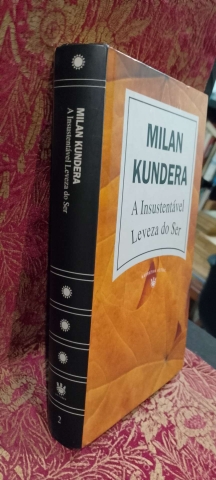 MILAN KUNDERA
A Insustentável Leveza do Ser
2
MILAN
KUNDERA
A Insustentável
Leveza do Ser